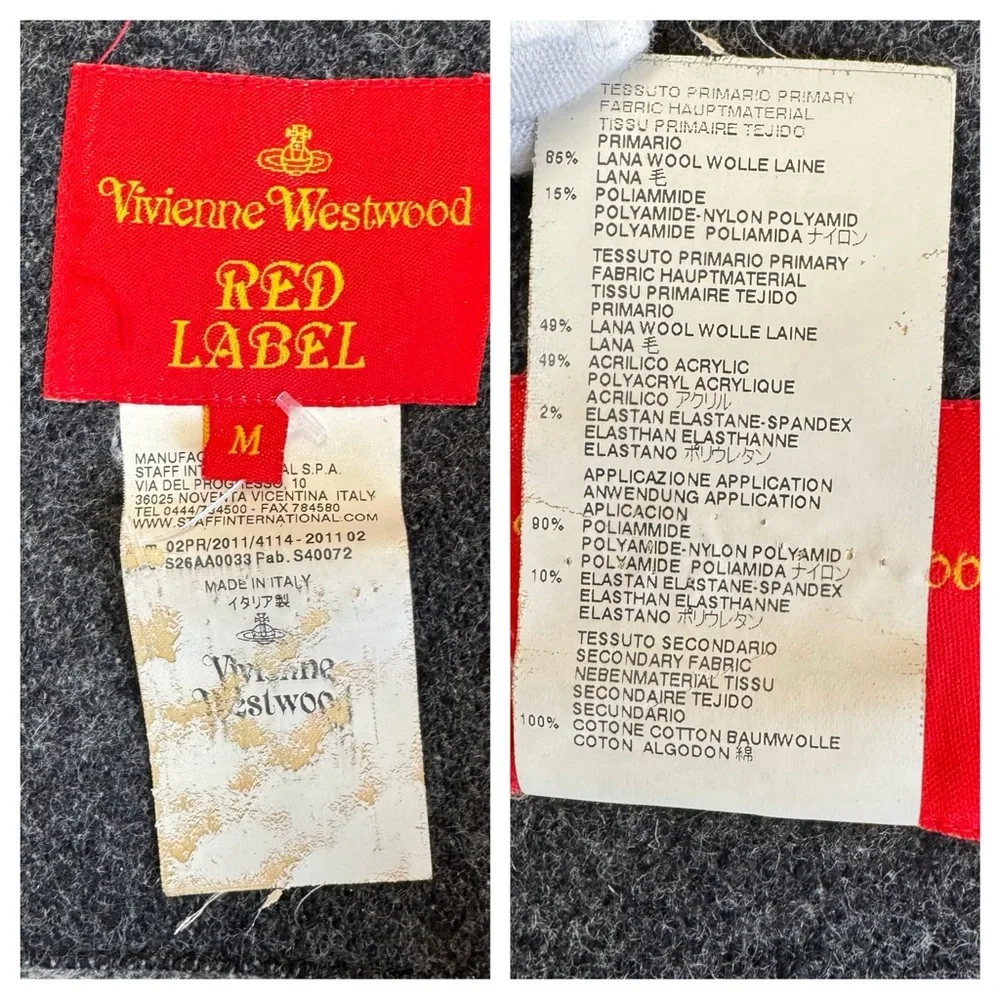 Vivienne Westwood
RED
LABEL
M
STAFF S.P.A.
VIA DEL 10
36025 NOVENTA VICENTINA ITALY
FAX 784580
WWW.STAFFINTERNATIONAL.COM
02PR/2011/4114-2011 02
S26AA0033 Fab. S40072
MADE IN ITALY
イタリア製
Vivienne
Westwood
TESSUTO PRIMARIO PRIMARY
FABRIC HAUPTMATERIAL
TISSU PRIMAIRE TEJIDO
PRIMARIO
85% LANA WOOL WOLLE LAINE
LANA 毛
15% POLIAMMIDE
POLYAMIDE-NYLON POLYAMID
POLYAMIDE POLIAMIDA ナイロン
TESSUTO PRIMARIO PRIMARY
FABRIC HAUPTMATERIAL
TISSU PRIMAIRE TEJIDO
PRIMARIO
49% LANA WOOL WOLLE LAINE
LANA 毛
49% ACRILICO ACRYLIC
POLYACRYL ACRYLIQUE
ACRILICO アクリル
2% ELASTAN ELASTANE-SPANDEX
ELASTHAN ELASTHANNE
ELASTANO ポリウレタン
APPLICAZIONE APPLICATION
ANWENDUNG APPLICATION
APLICACION
90% POLIAMMIDE
POLYAMIDE-NYLON POLYAMID
POLYAMIDE POLIAMIDA ナイロン
10% ELASTAN ELASTANE-SPANDEX
ELASTHAN ELASTHANNE
ELASTANO ポリウレタン
TESSUTO SECONDARIO
SECONDARY FABRIC
NEBENMATERIAL TISSU
SECONDAIRE TEJIDO
SECUNDARIO
100% COTONE COTTON BAUMWOLLE
COTON ALGODON 綿